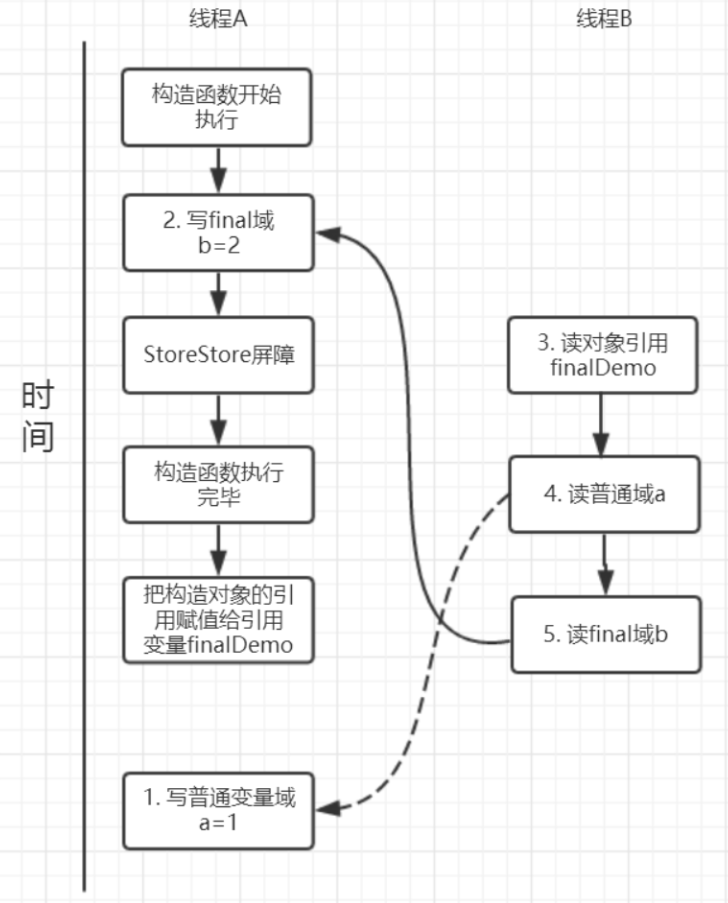 线程A
线程B
构造函数开始
执行
2. 写final域
b=2
StoreStore屏障
3. 读对象引用
finalDemo
时
间
构造函数执行
完毕
4. 读普通域a
把构造对象的引
用赋值给引用
变量finalDemo
5. 读final域b
1. 写普通变量域
a=1